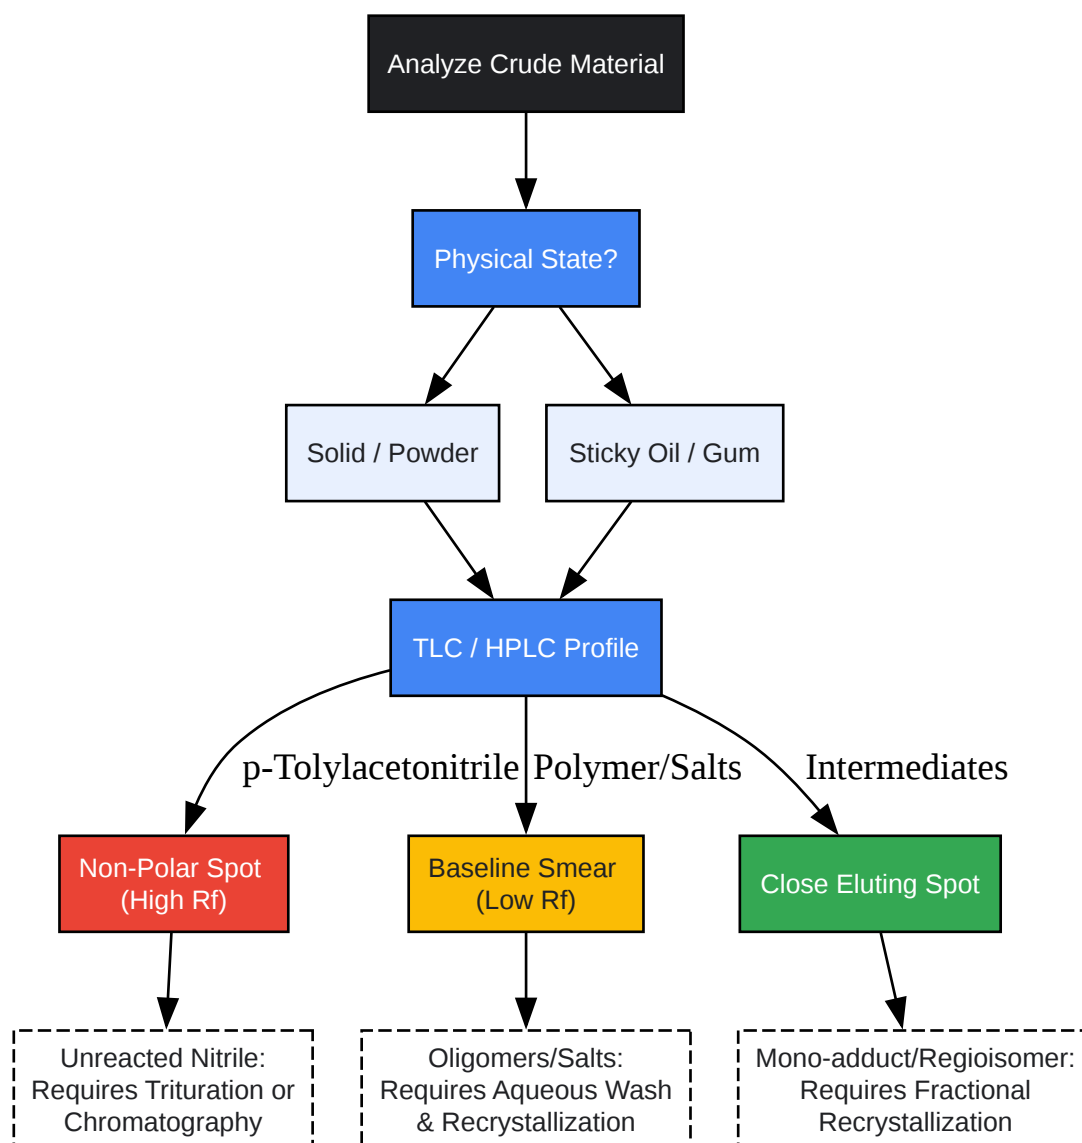 Analyze Crude Material
Physical State?
Solid / Powder
Sticky Oil / Gum
TLC / HPLC Profile
p-Tolylacetonitrile
Polymer/Salts
Intermediates
Non-Polar Spot
(High Rf)
Baseline Smear
(Low Rf)
Close Eluting Spot
Unreacted Nitrile:
Requires Trituration or
Chromatography
Oligomers/Salts:
Requires Aqueous Wash
& Recrystallization
Mono-adduct/Regioisomer:
Requires Fractional
Recrystallization